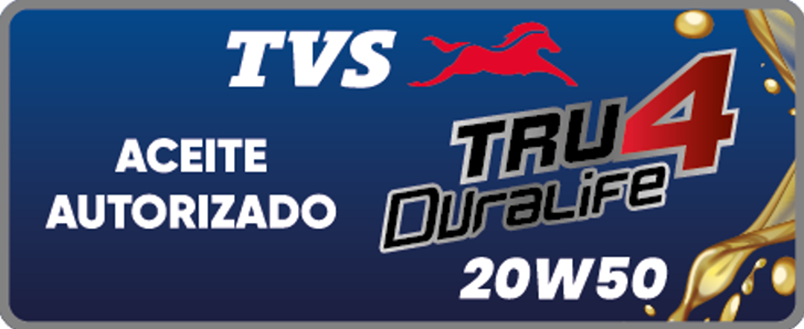 TVS
ACEITE
AUTORIZADO
TRU4
DURALIFE
20W50